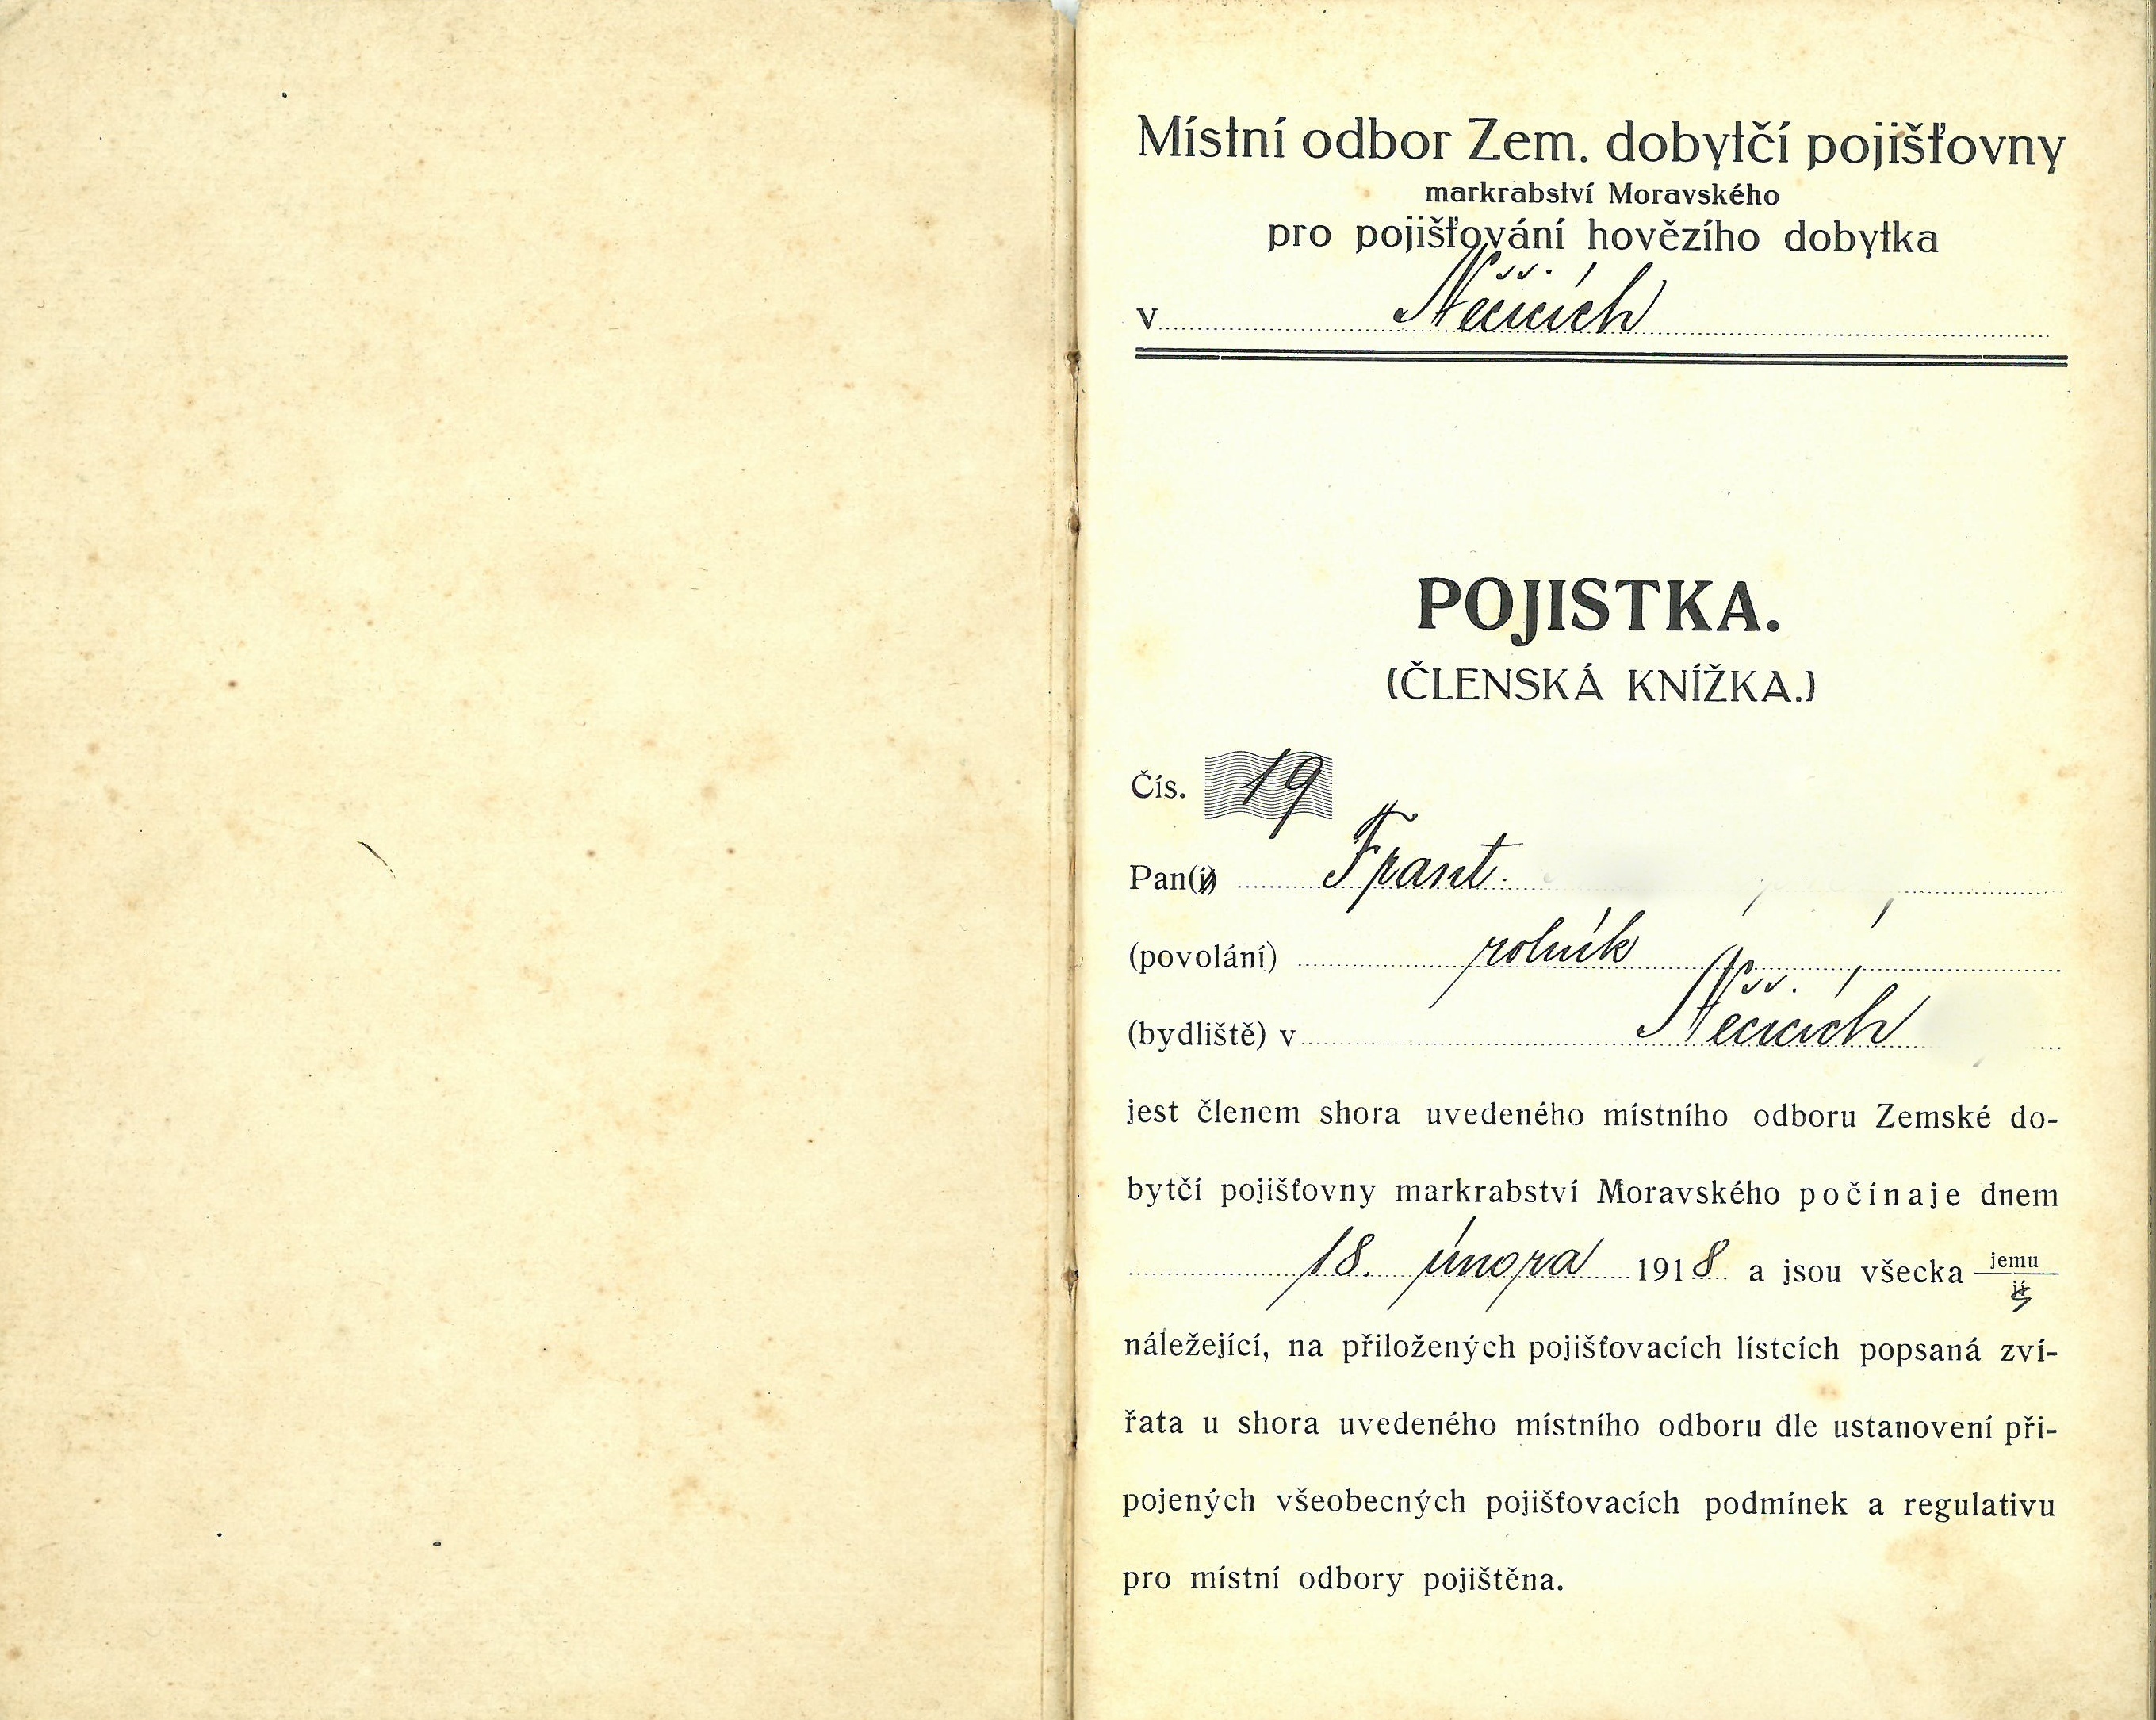 Místní odbor Zem. dobytčí pojišťovny
markrabství Moravského
pro pojišťování hovězího dobytka
v Něčicích
POJISTKA.
(ČLENSKÁ KNÍŽKA.)
Čís. 19
Pan(í) Frant.
(povolání) rolník
(bydliště) v Něčicích
jest členem shora uvedeného místního odboru Zemské do-
bytčí pojišťovny markrabství Moravského počínaje dnem
18. února 1918 a jsou všecka jemu
jí
náležející, na přiložených pojišťovacích lístcích popsaná zví-
řata u shora uvedeného místního odboru dle ustanovení při-
pojených všeobecných pojišťovacích podmínek a regulativu
pro místní odbory pojištěna.